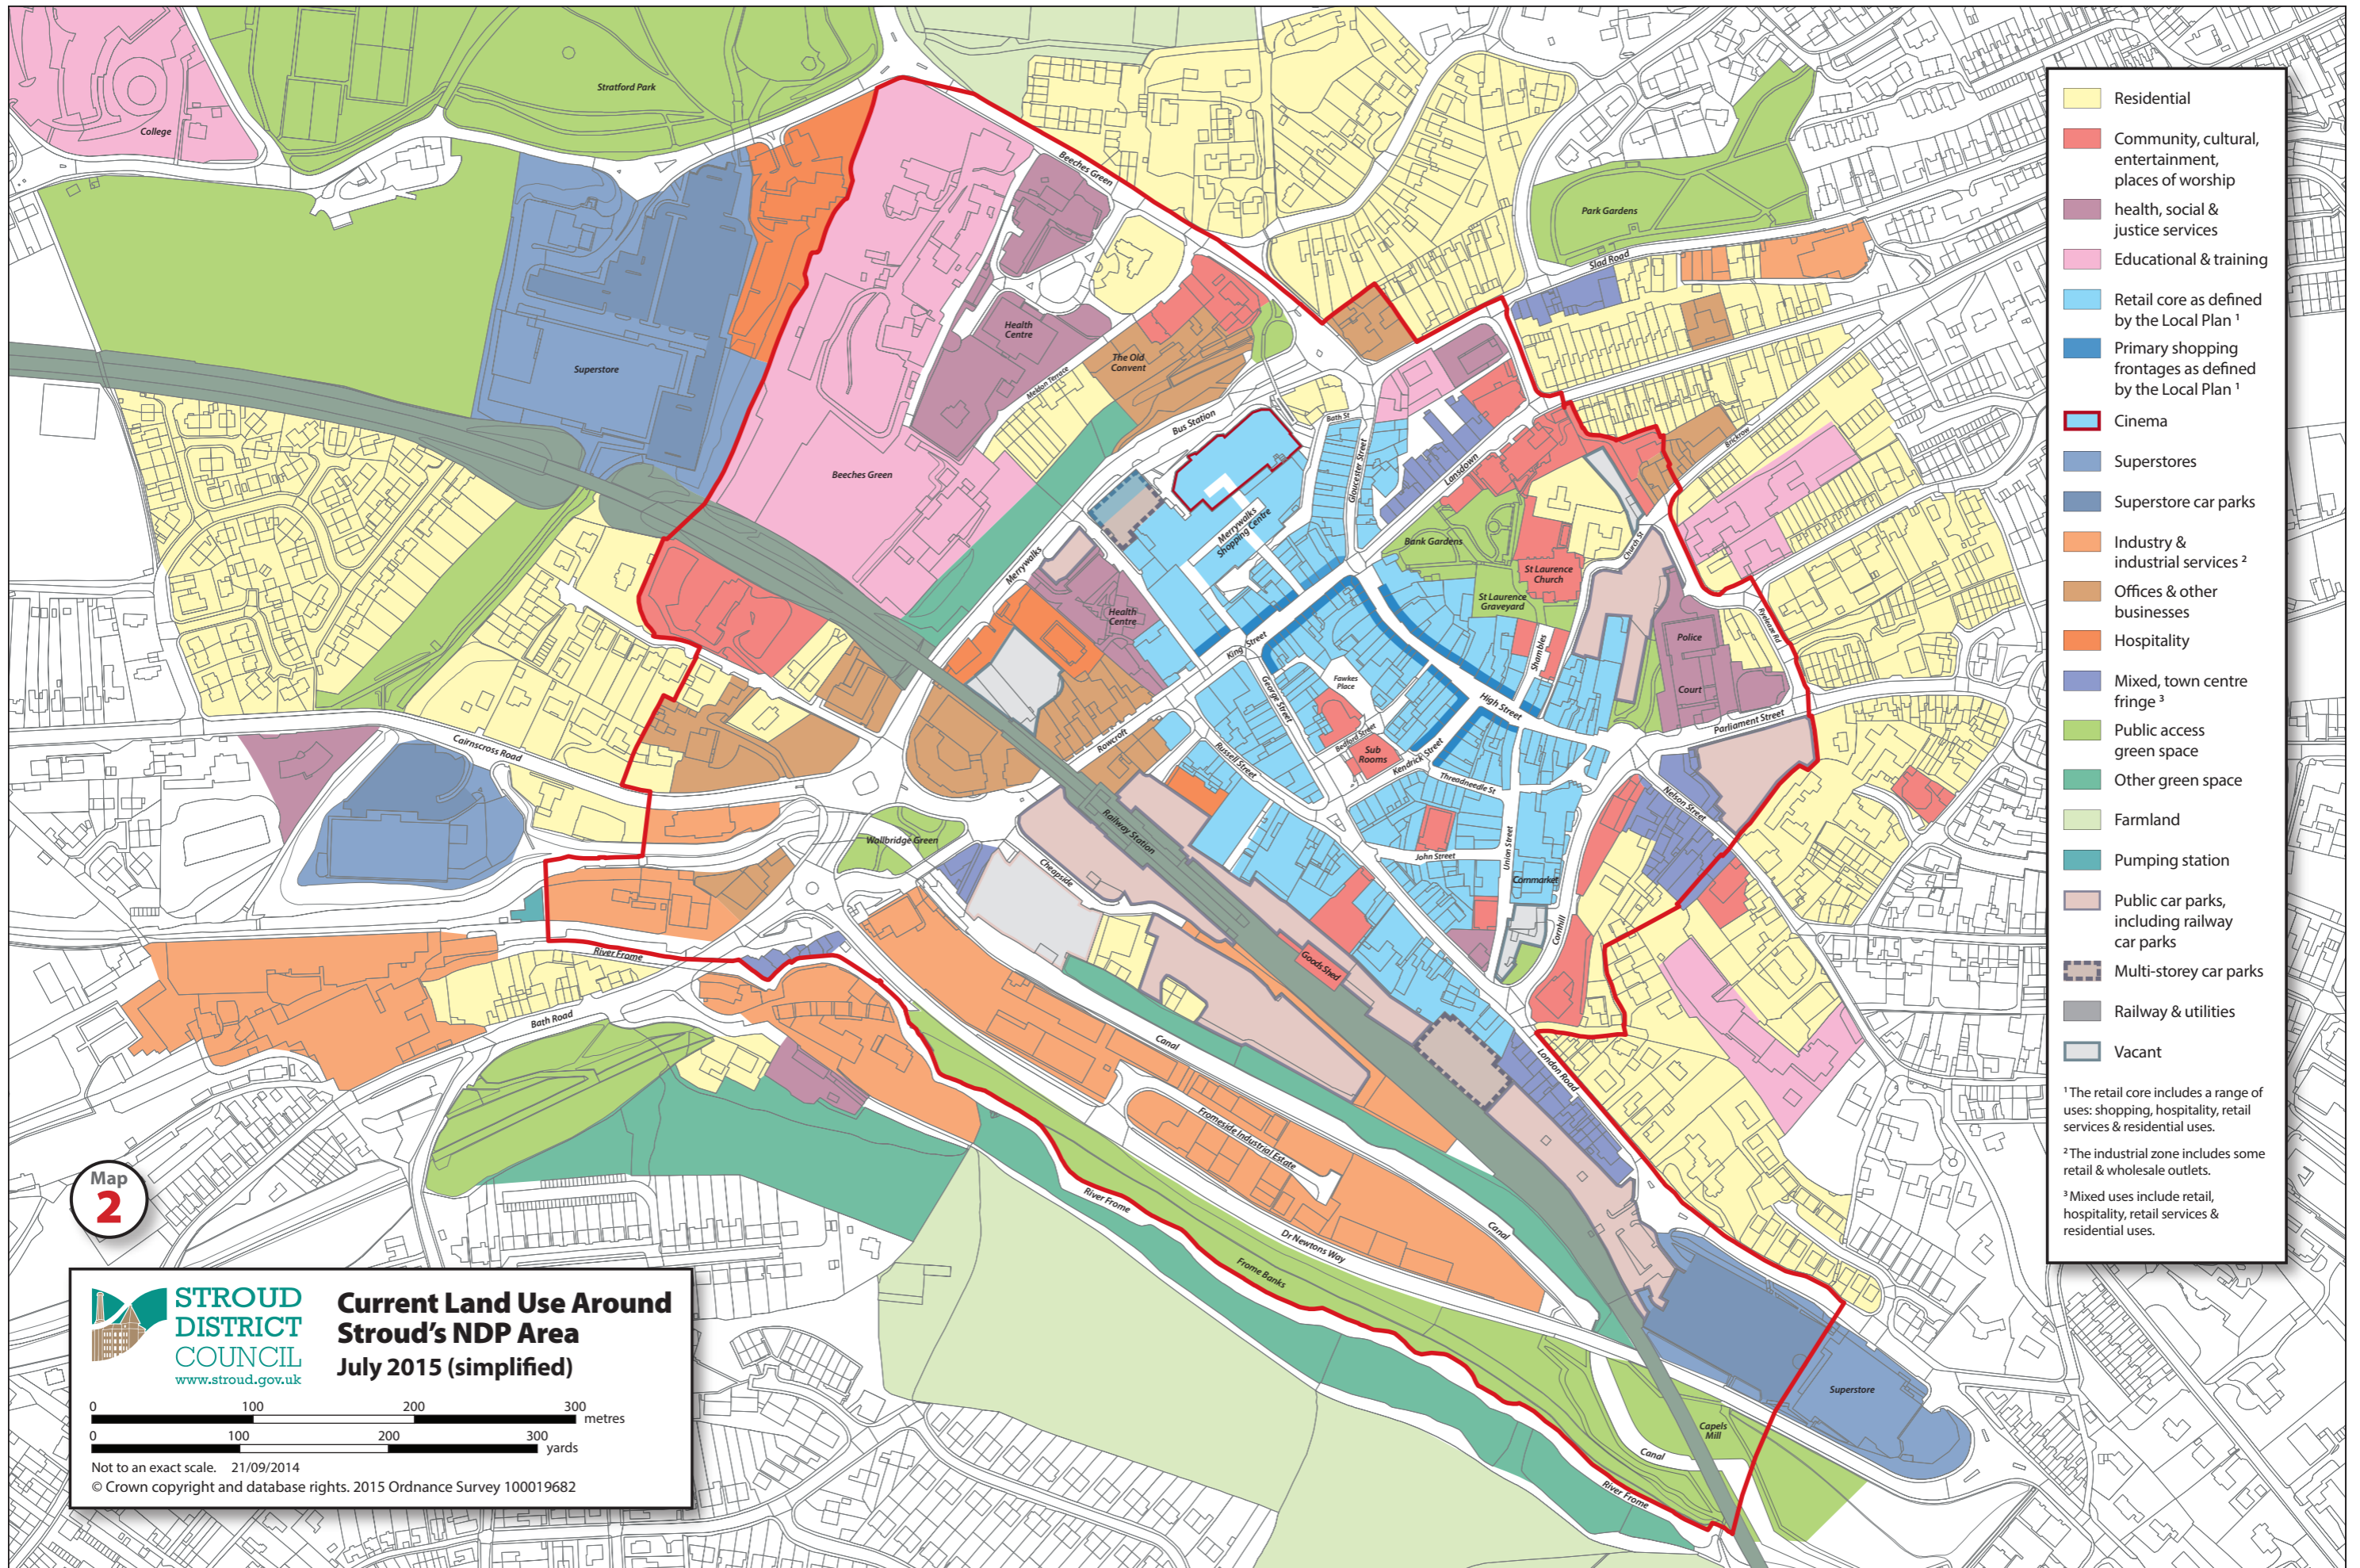 Stratford Park
College
Beeches Green
Park Gardens
Slad Road
Superstore
Health
Centre
The Old
Convent
Meldon Terrace
Bus Station
Bath St
Gloucester Street
Lansdown
Brickrow
Beeches Green
Merrywalks
Shopping Centre
Bank Gardens
Church St
St Laurence
Church
St Laurence
Graveyard
Merrywalks
Health
Centre
King Street
Shambles
Police
Court
Ryeleaze Rd
Fawkes
Place
George Street
High Street
Bedford Street
Sub
Rooms
Kendrick Street
Parliament Street
Cairnscross Road
Rowcroft
Russell Street
Threadneedle St
Nelson Street
Wallbridge Green
Railway Station
Cheapside
John Street
Union Street
Cornmarket
Cornhill
Goods Shed
River Frome
Bath Road
Canal
London Road
Fromeside Industrial Estate
River Frome
Dr Newtons Way
Canal
Frome Banks
Superstore
Capels
Mill
Canal
River Frome
Residential
Community, cultural,
entertainment,
places of worship
health, social &
justice services
Educational & training
Retail core as defined
by the Local Plan ¹
Primary shopping
frontages as defined
by the Local Plan ¹
Cinema
Superstores
Superstore car parks
Industry &
industrial services ²
Offices & other
businesses
Hospitality
Mixed, town centre
fringe ³
Public access
green space
Other green space
Farmland
Pumping station
Public car parks,
including railway
car parks
Multi-storey car parks
Railway & utilities
Vacant
¹ The retail core includes a range of
uses: shopping, hospitality, retail
services & residential uses.
² The industrial zone includes some
retail & wholesale outlets.
³ Mixed uses include retail,
hospitality, retail services &
residential uses.
Map
2
STROUD
DISTRICT
COUNCIL
www.stroud.gov.uk
Current Land Use Around
Stroud's NDP Area
July 2015 (simplified)
0 100 200 300 metres
0 100 200 300 yards
Not to an exact scale. 21/09/2014
© Crown copyright and database rights. 2015 Ordnance Survey 100019682